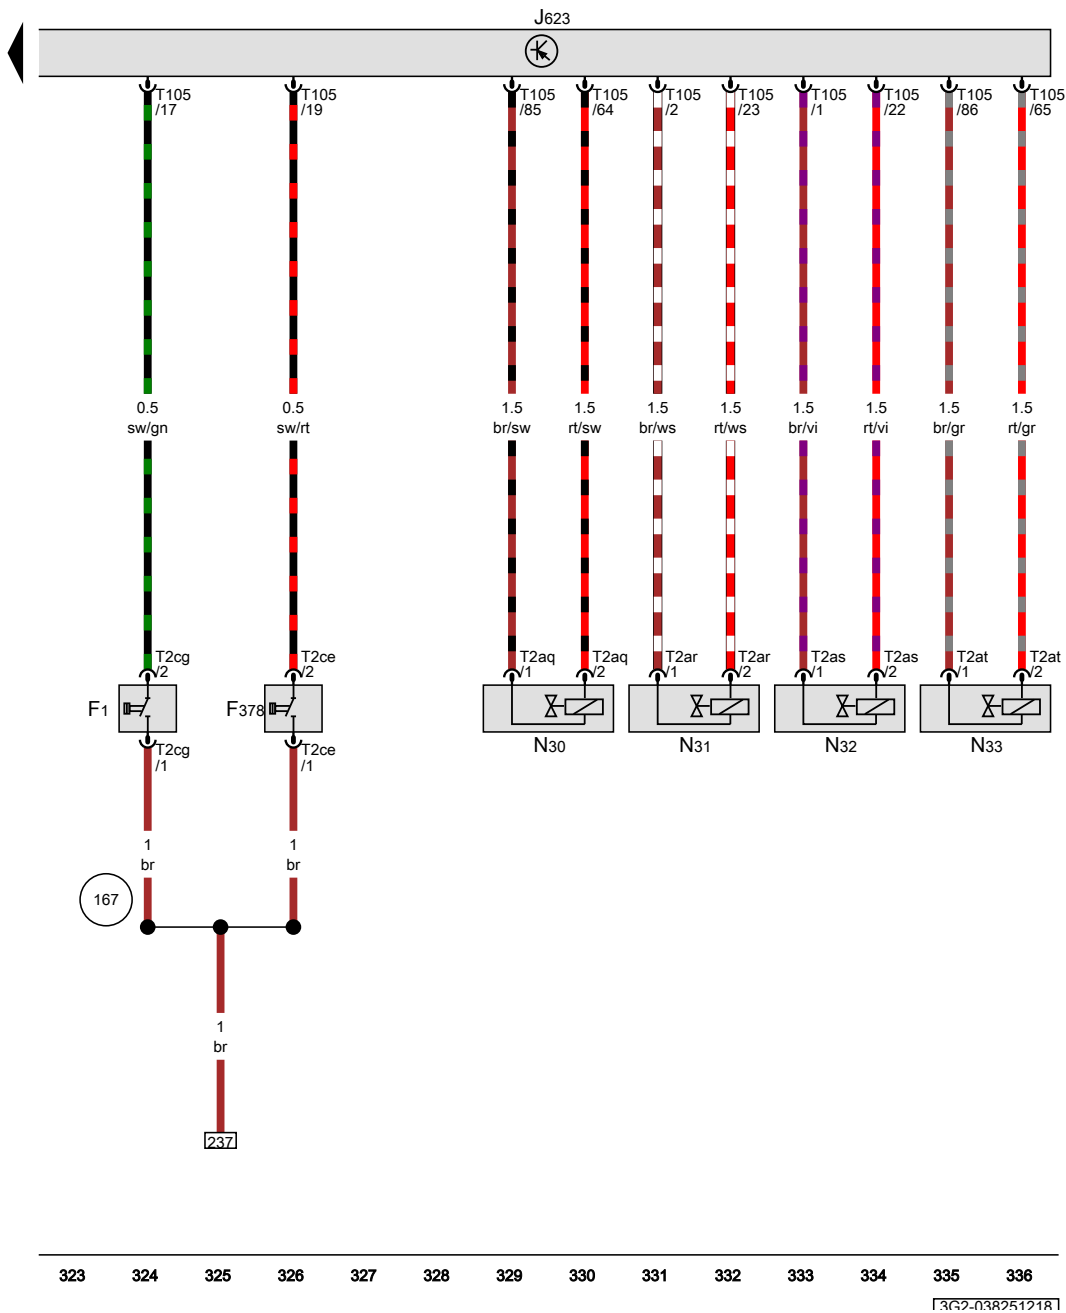 J623
T105 T105 T105 T105 T105 T105 T105 T105 T105 T105
/17 /19 /85 /64 /2 /23 /1 /22 /86 /65
0.5 0.5 1.5 1.5 1.5 1.5 1.5 1.5 1.5 1.5
sw/gn sw/rt br/sw rt/sw br/ws rt/ws br/vi rt/vi br/gr rt/gr
T2cg T2ce T2aq T2aq T2ar T2ar T2as T2as T2at T2at
/2 /2 /1 /2 /1 /2 /1 /2 /1 /2
F1 F378
N30 N31 N32 N33
T2cg T2ce
/1 /1
1 1
br br
167
1
br
237
323 324 325 326 327 328 329 330 331 332 333 334 335 336
3G2-038251218